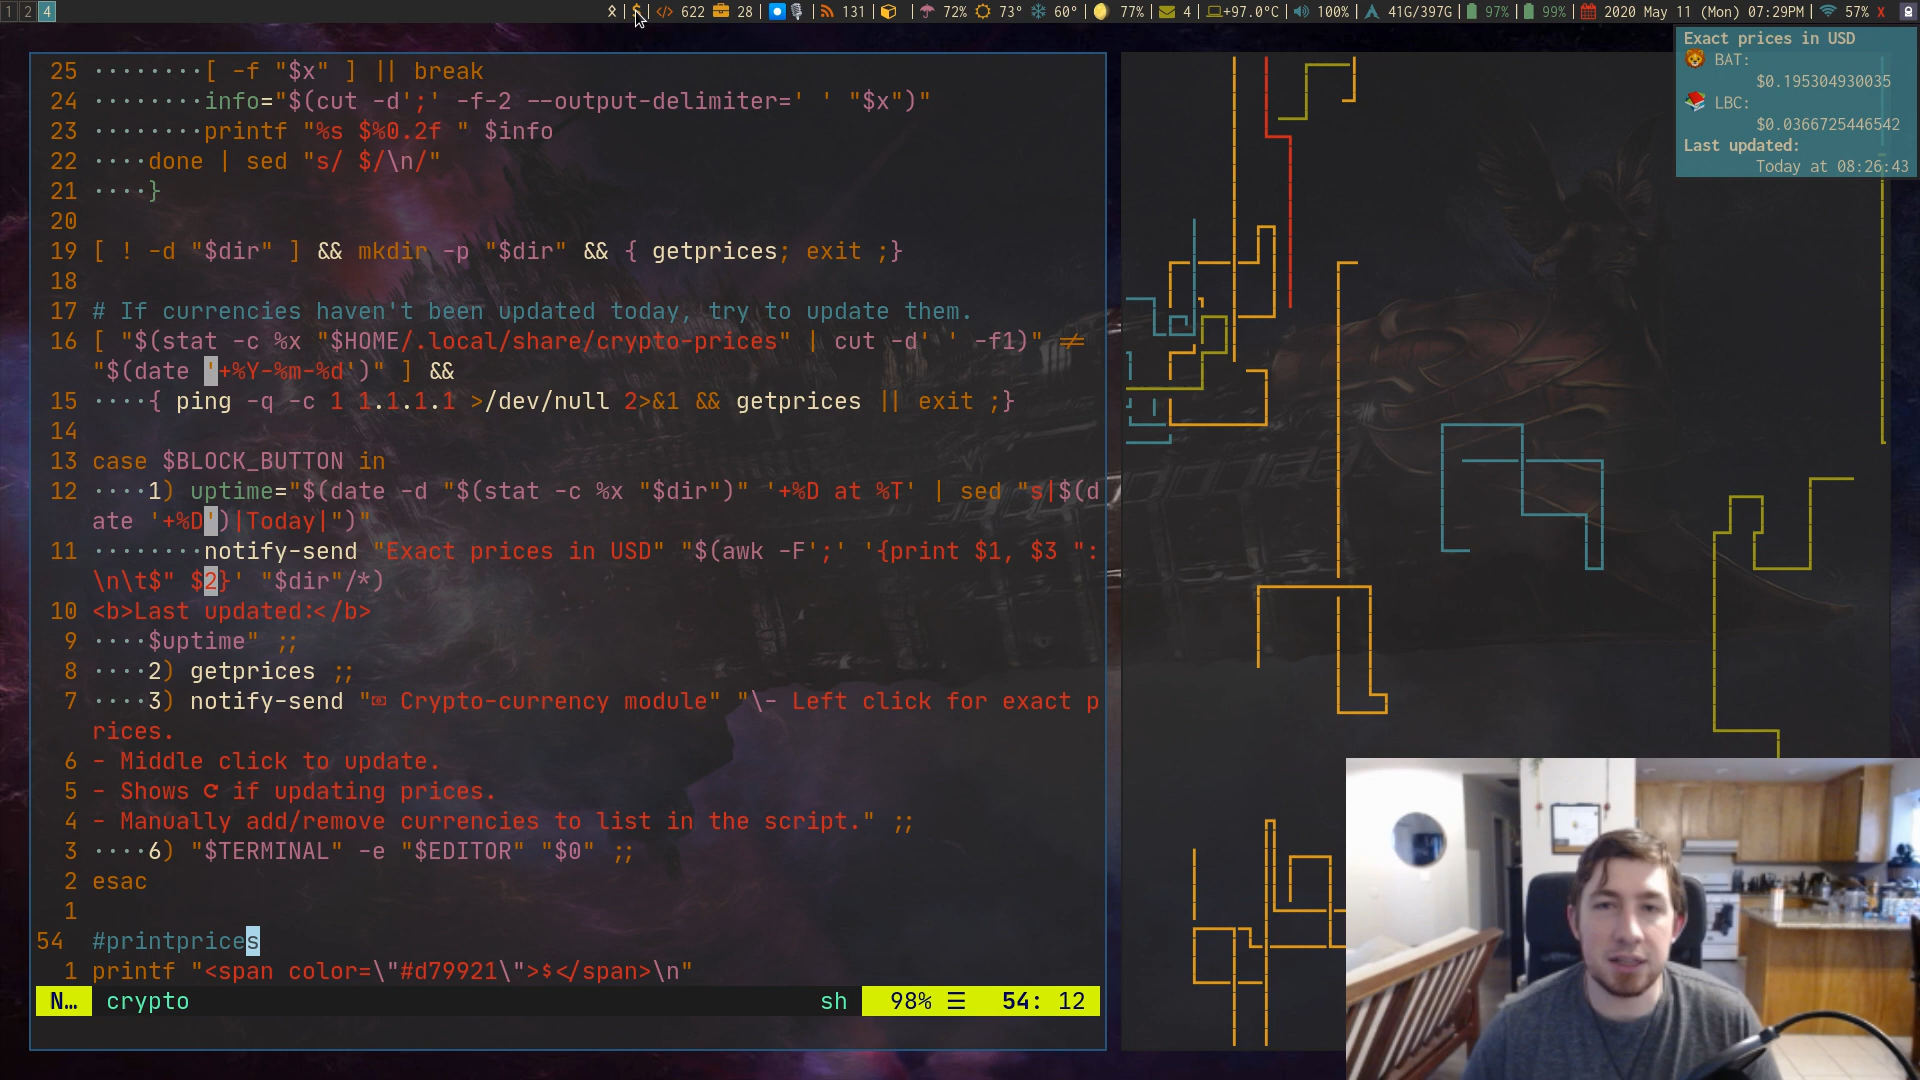 1 2 4 $ </> 622 28 131 72% 73° 60° 77% 4 +97.0°C 100% 41G/397G 97% 99% 2020 May 11 (Mon) 07:29PM 57% X
Exact prices in USD
BAT:
$0.195304930035
LBC:
$0.0366725446542
Last updated:
Today at 08:26:43
25 ········[ -f "$x" ] || break
24 ········info="$(cut -d';' -f-2 --output-delimiter=' ' "$x")"
23 ········printf "%s $%0.2f " $info
22 ····done | sed "s/ $/\n/"
21 ····}
20
19 [ ! -d "$dir" ] && mkdir -p "$dir" && { getprices; exit ;}
18
17 # If currencies haven't been updated today, try to update them.
16 [ "$(stat -c %x "$HOME/.local/share/crypto-prices" | cut -d' ' -f1)" ≠
"$(date '+%Y-%m-%d')" ] &&
15 ····{ ping -q -c 1 1.1.1.1 >/dev/null 2>&1 && getprices || exit ;}
14
13 case $BLOCK_BUTTON in
12 ····1) uptime="$(date -d "$(stat -c %x "$dir")" '+%D at %T' | sed "s|$(d
ate '+%D')|Today|")"
11 ········notify-send "Exact prices in USD" "$(awk -F';' '{print $1, $3 ":
\n\t$" $2}' "$dir"/*)
10 <b>Last updated:</b>
9 ····$uptime" ;;
8 ····2) getprices ;;
7 ····3) notify-send "💵 Crypto-currency module" "\- Left click for exact p
rices.
6 - Middle click to update.
5 - Shows ⟳ if updating prices.
4 - Manually add/remove currencies to list in the script." ;;
3 ····6) "$TERMINAL" -e "$EDITOR" "$0" ;;
2 esac
1
54 #printprices
1 printf "<span color=\"#d79921\">$</span>\n"
N… crypto sh 98% ☰ 54: 12